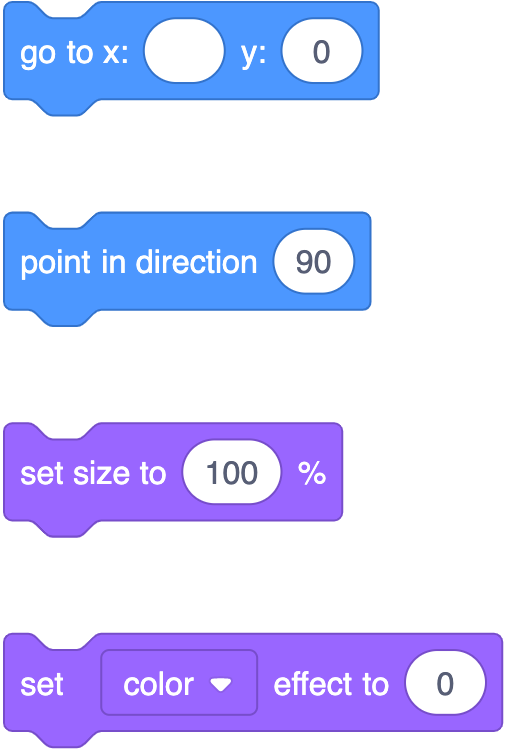 go to x: y: 0
point in direction 90
set size to 100 %
set color effect to 0